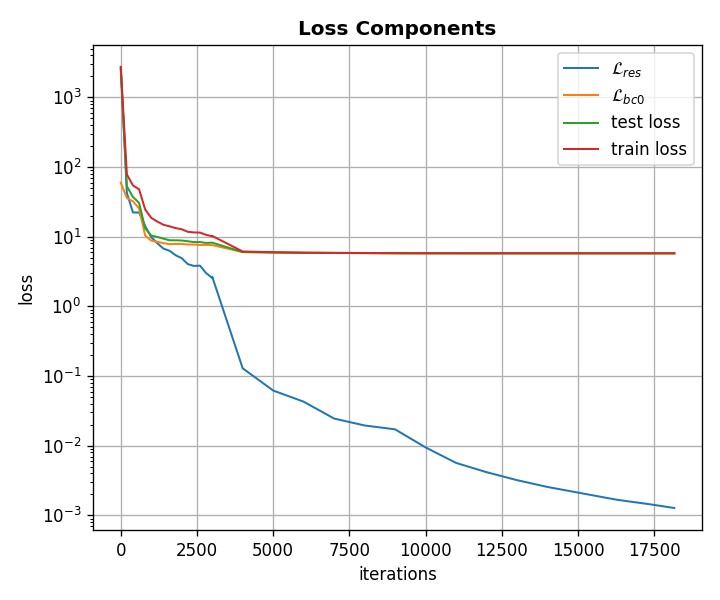 Loss Components
loss
10³
10²
10¹
10⁰
10⁻¹
10⁻²
10⁻³
ℒres
ℒbc0
test loss
train loss
0 2500 5000 7500 10000 12500 15000 17500
iterations